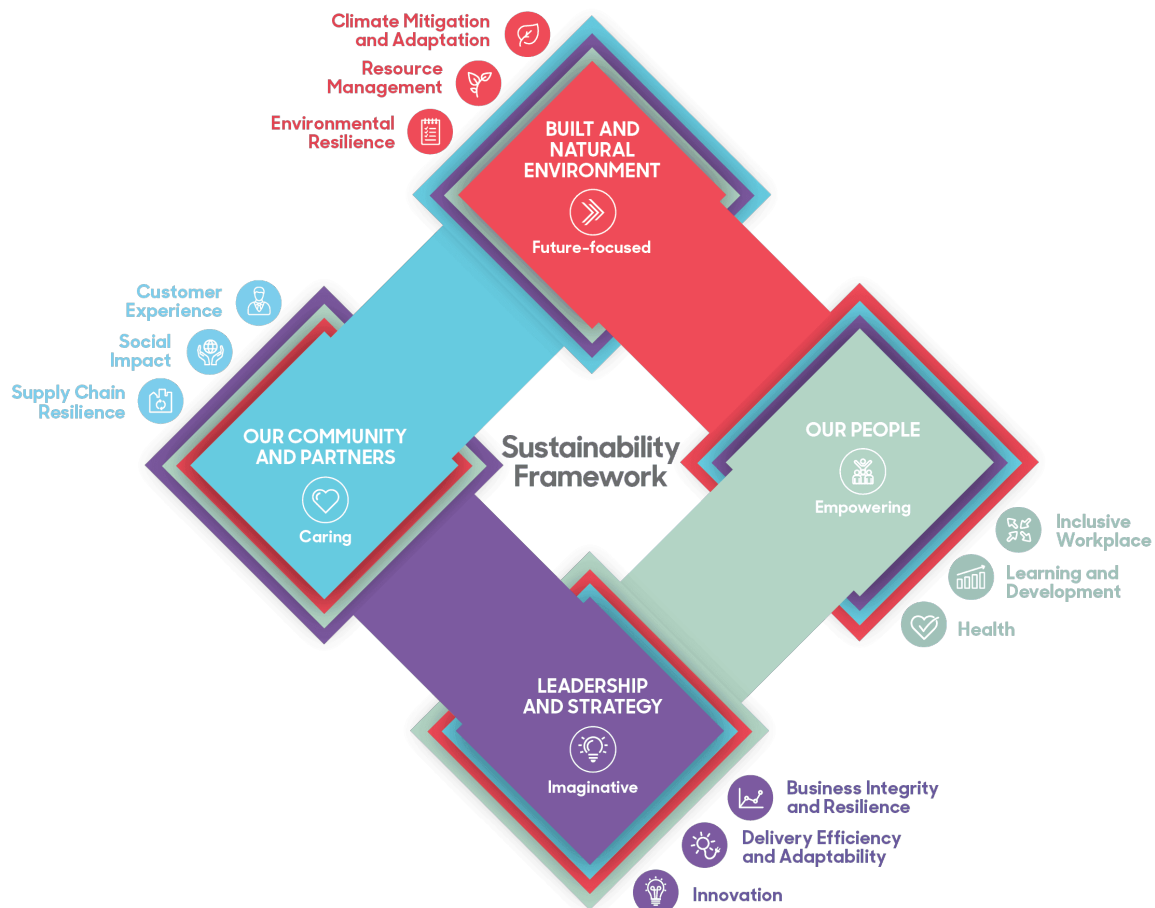 Climate Mitigation
and Adaptation
Resource
Management
Environmental
Resilience
BUILT AND
NATURAL
ENVIRONMENT
Future-focused
Customer
Experience
Social
Impact
Supply Chain
Resilience
OUR COMMUNITY
AND PARTNERS
Caring
Sustainability
Framework
OUR PEOPLE
Empowering
Inclusive
Workplace
Learning and
Development
Health
LEADERSHIP
AND STRATEGY
Imaginative
Business Integrity
and Resilience
Delivery Efficiency
and Adaptability
Innovation